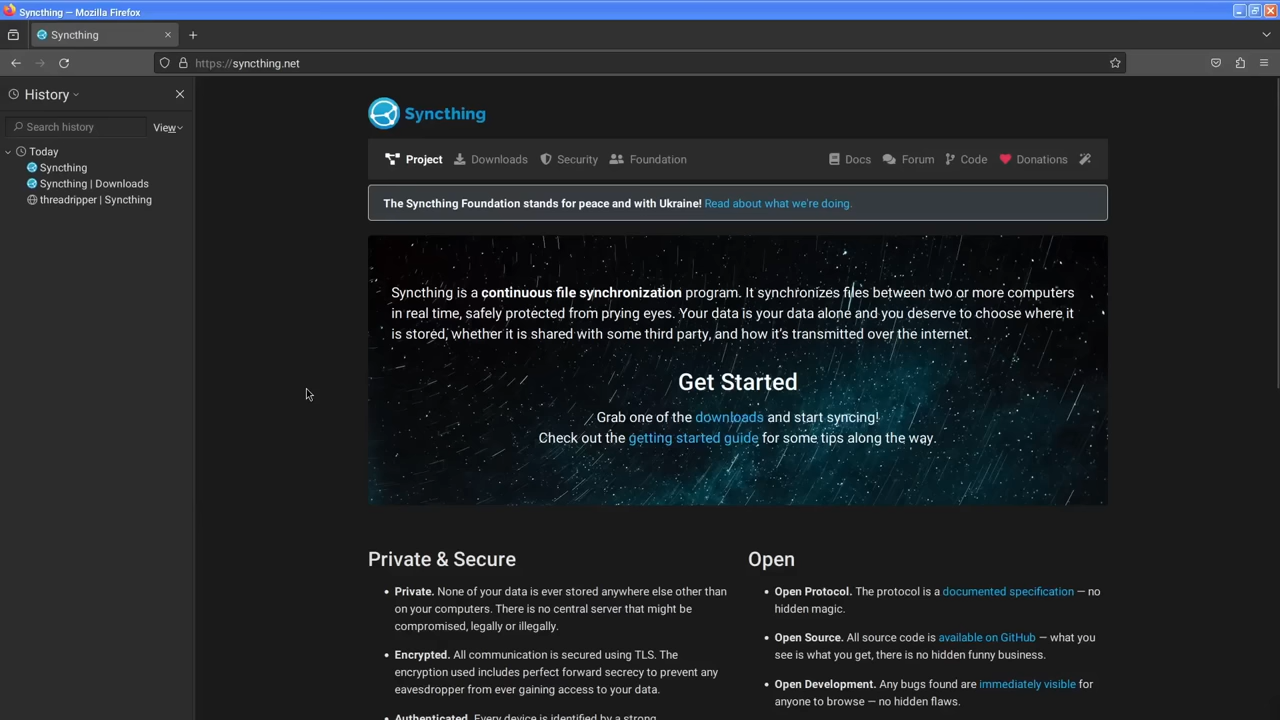 Syncthing — Mozilla Firefox
Syncthing
https://syncthing.net
History
Search history
View
Today
Syncthing
Syncthing | Downloads
threadripper | Syncthing
Syncthing
Project Downloads Security Foundation Docs Forum Code Donations
The Syncthing Foundation stands for peace and with Ukraine! Read about what we're doing.
Syncthing is a continuous file synchronization program. It synchronizes files between two or more computers
in real time, safely protected from prying eyes. Your data is your data alone and you deserve to choose where it
is stored, whether it is shared with some third party, and how it's transmitted over the internet.
Get Started
Grab one of the downloads and start syncing!
Check out the getting started guide for some tips along the way.
Private & Secure
• Private. None of your data is ever stored anywhere else other than
on your computers. There is no central server that might be
compromised, legally or illegally.
• Encrypted. All communication is secured using TLS. The
encryption used includes perfect forward secrecy to prevent any
eavesdropper from ever gaining access to your data.
• Authenticated. Every device is identified by a strong
Open
• Open Protocol. The protocol is a documented specification — no
hidden magic.
• Open Source. All source code is available on GitHub — what you
see is what you get, there is no hidden funny business.
• Open Development. Any bugs found are immediately visible for
anyone to browse — no hidden flaws.